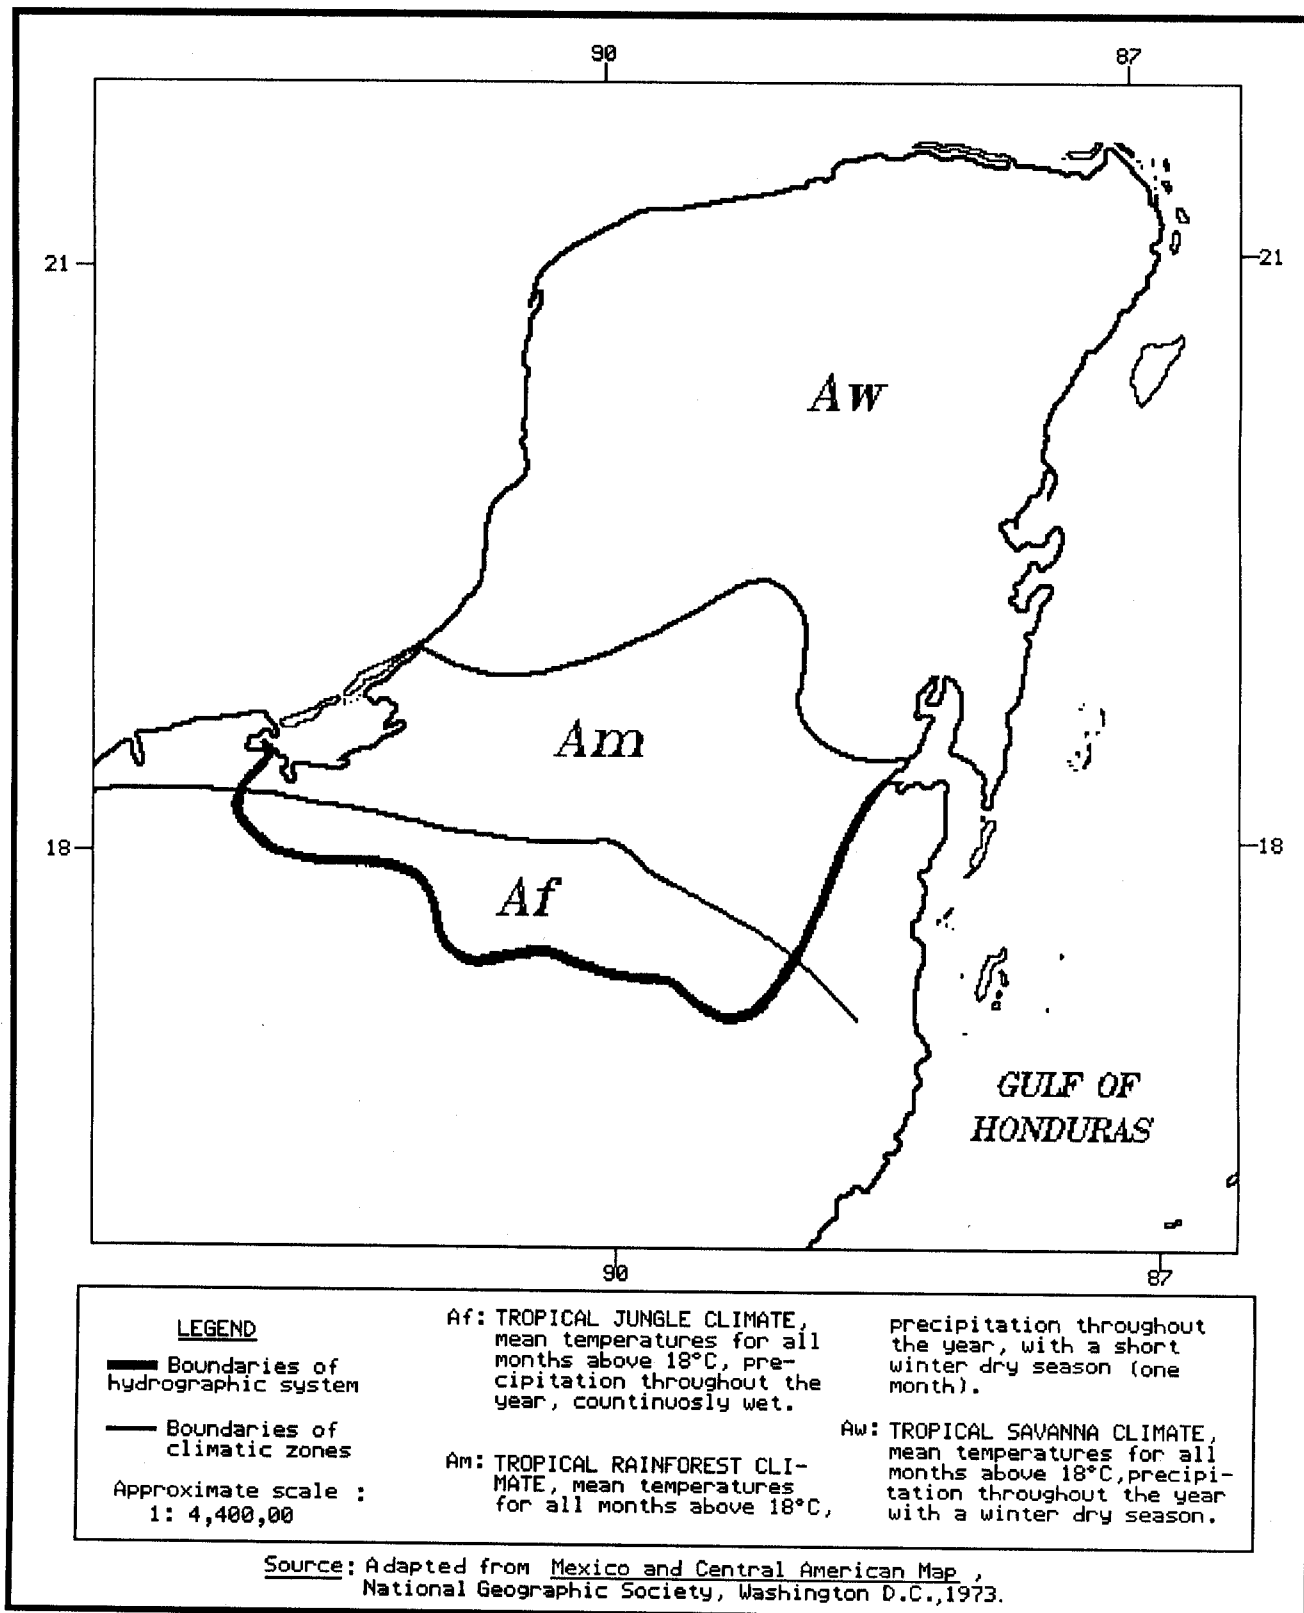 90
87
21
21
Aw
Am
18
18
Af
GULF OF
HONDURAS
90
87
LEGEND
Boundaries of
hydrographic system
Boundaries of
climatic zones
Approximate scale :
1: 4,400,00
Af: TROPICAL JUNGLE CLIMATE,
mean temperatures for all
months above 18°C, pre-
cipitation throughout the
year, countinuosly wet.
Am: TROPICAL RAINFOREST CLI-
MATE, mean temperatures
for all months above 18°C,
precipitation throughout
the year, with a short
winter dry season (one
month).
Aw: TROPICAL SAVANNA CLIMATE,
mean temperatures for all
months above 18°C,precipi-
tation throughout the year
with a winter dry season.
Source: Adapted from Mexico and Central American Map ,
National Geographic Society, Washington D.C.,1973.